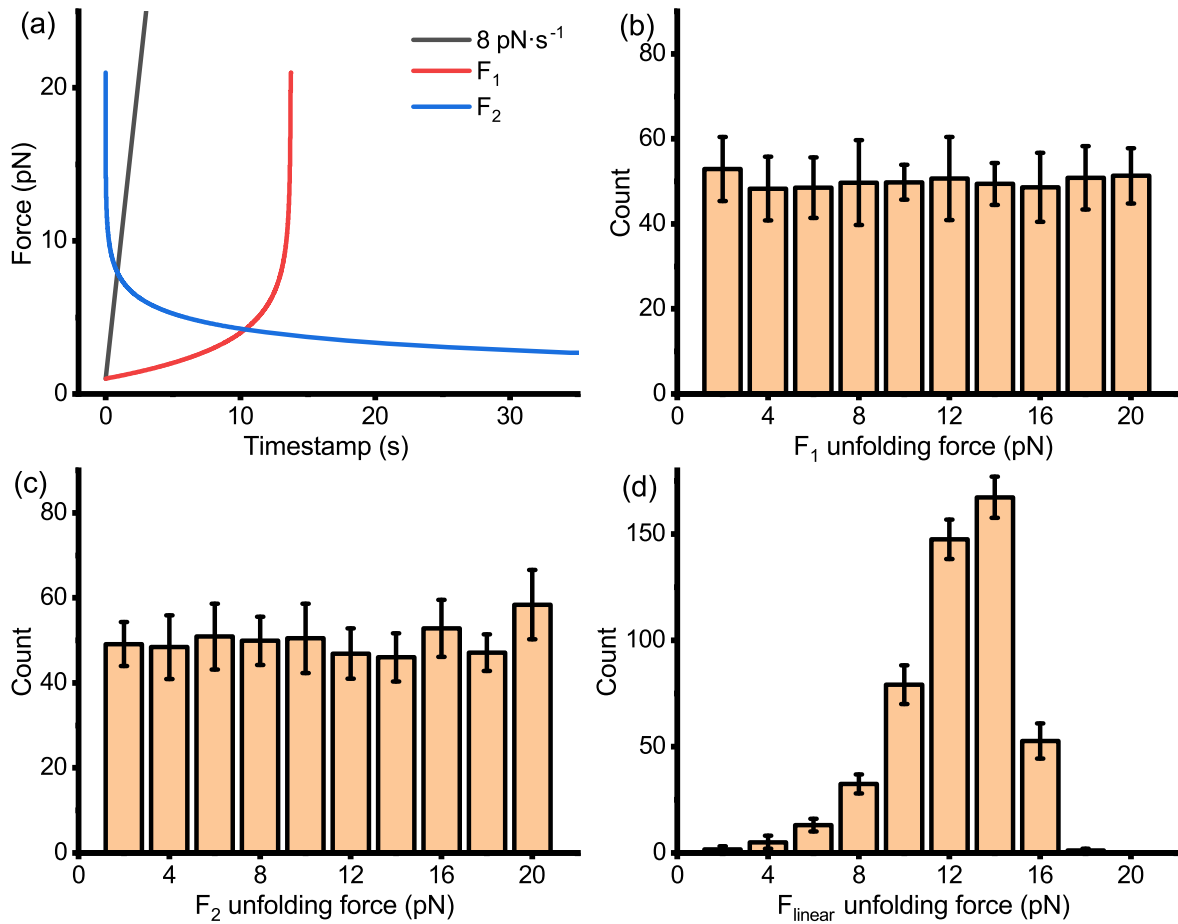 (a)
8 pN·s⁻¹
F₁
F₂
Force (pN)
20
10
0
0 10 20 30
Timestamp (s)
(b)
Count
80
60
40
20
0
0 4 8 12 16 20
F₁ unfolding force (pN)
(c)
Count
80
60
40
20
0
0 4 8 12 16 20
F₂ unfolding force (pN)
(d)
Count
150
100
50
0
0 4 8 12 16 20
Flinear unfolding force (pN)